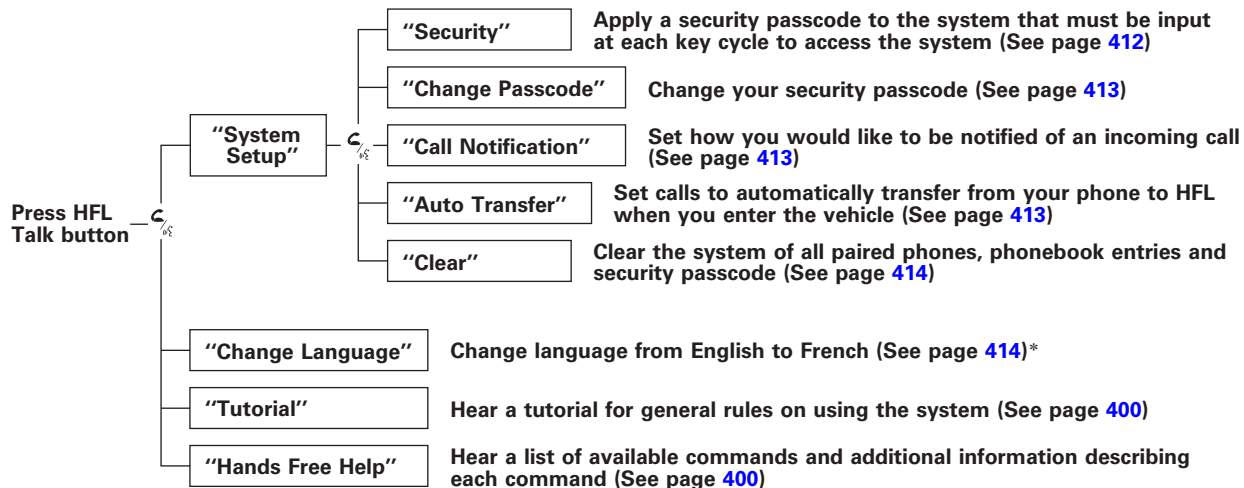 "Security"
Apply a security passcode to the system that must be input
at each key cycle to access the system (See page 412)
"Change Passcode"
Change your security passcode (See page 413)
"System
Setup"
"Call Notification"
Set how you would like to be notified of an incoming call
(See page 413)
"Auto Transfer"
Set calls to automatically transfer from your phone to HFL
when you enter the vehicle (See page 413)
Press HFL
Talk button
"Clear"
Clear the system of all paired phones, phonebook entries and
security passcode (See page 414)
"Change Language"
Change language from English to French (See page 414)*
"Tutorial"
Hear a tutorial for general rules on using the system (See page 400)
"Hands Free Help"
Hear a list of available commands and additional information describing
each command (See page 400)